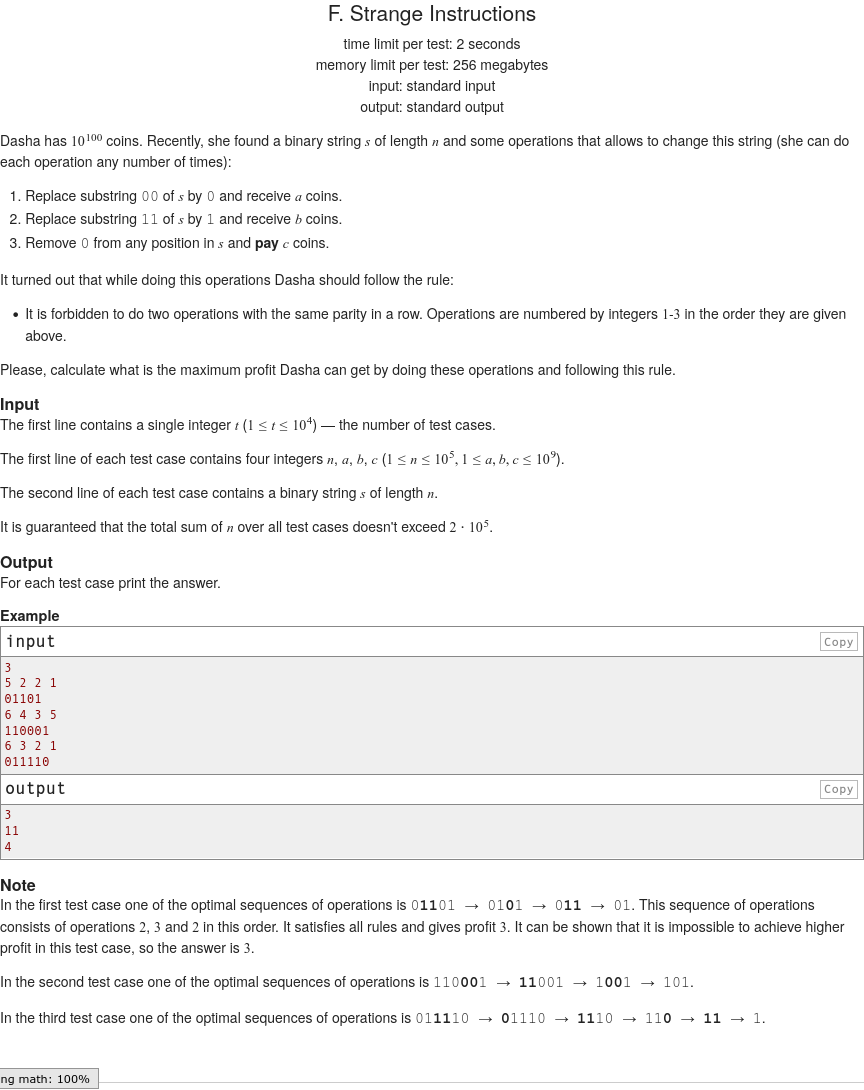 F. Strange Instructions
time limit per test: 2 seconds
memory limit per test: 256 megabytes
input: standard input
output: standard output
Dasha has 10^100 coins. Recently, she found a binary string s of length n and some operations that allows to change this string (she can do
each operation any number of times):
1. Replace substring 00 of s by 0 and receive a coins.
2. Replace substring 11 of s by 1 and receive b coins.
3. Remove 0 from any position in s and pay c coins.
It turned out that while doing this operations Dasha should follow the rule:
• It is forbidden to do two operations with the same parity in a row. Operations are numbered by integers 1-3 in the order they are given
above.
Please, calculate what is the maximum profit Dasha can get by doing these operations and following this rule.
Input
The first line contains a single integer t (1 ≤ t ≤ 10^4) — the number of test cases.
The first line of each test case contains four integers n, a, b, c (1 ≤ n ≤ 10^5, 1 ≤ a, b, c ≤ 10^9).
The second line of each test case contains a binary string s of length n.
It is guaranteed that the total sum of n over all test cases doesn't exceed 2 · 10^5.
Output
For each test case print the answer.
Example
input
Copy
3
5 2 2 1
01101
6 4 3 5
110001
6 3 2 1
011110
output
Copy
3
11
4
Note
In the first test case one of the optimal sequences of operations is 01101 → 0101 → 011 → 01. This sequence of operations
consists of operations 2, 3 and 2 in this order. It satisfies all rules and gives profit 3. It can be shown that it is impossible to achieve higher
profit in this test case, so the answer is 3.
In the second test case one of the optimal sequences of operations is 110001 → 11001 → 1001 → 101.
In the third test case one of the optimal sequences of operations is 011110 → 01110 → 1110 → 110 → 11 → 1.
ng math: 100%